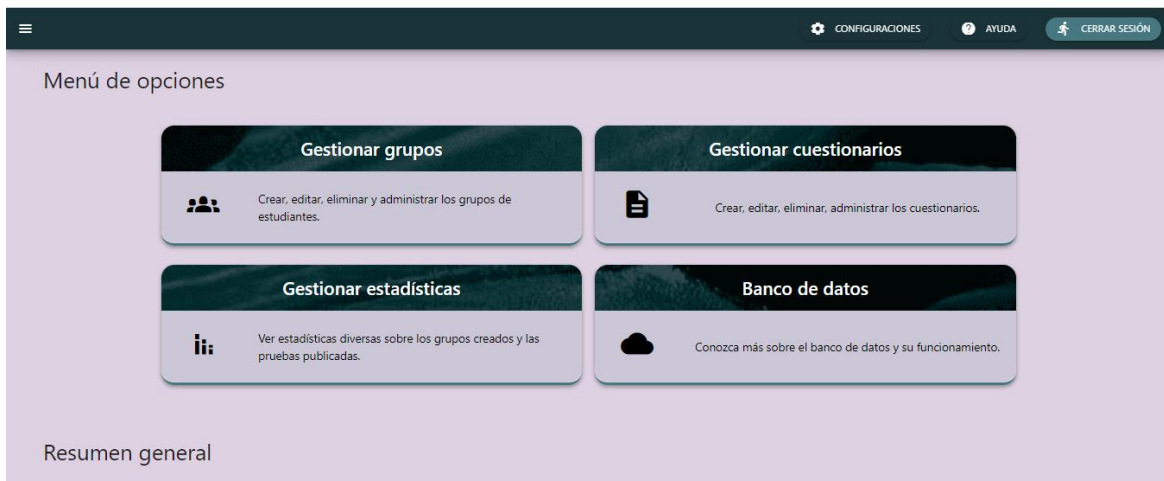 CONFIGURACIONES
AYUDA
CERRAR SESIÓN
Menú de opciones
Gestionar grupos
Crear, editar, eliminar y administrar los grupos de
estudiantes.
Gestionar cuestionarios
Crear, editar, eliminar, administrar los cuestionarios.
Gestionar estadísticas
Ver estadísticas diversas sobre los grupos creados y las
pruebas publicadas.
Banco de datos
Conozca más sobre el banco de datos y su funcionamiento.
Resumen general